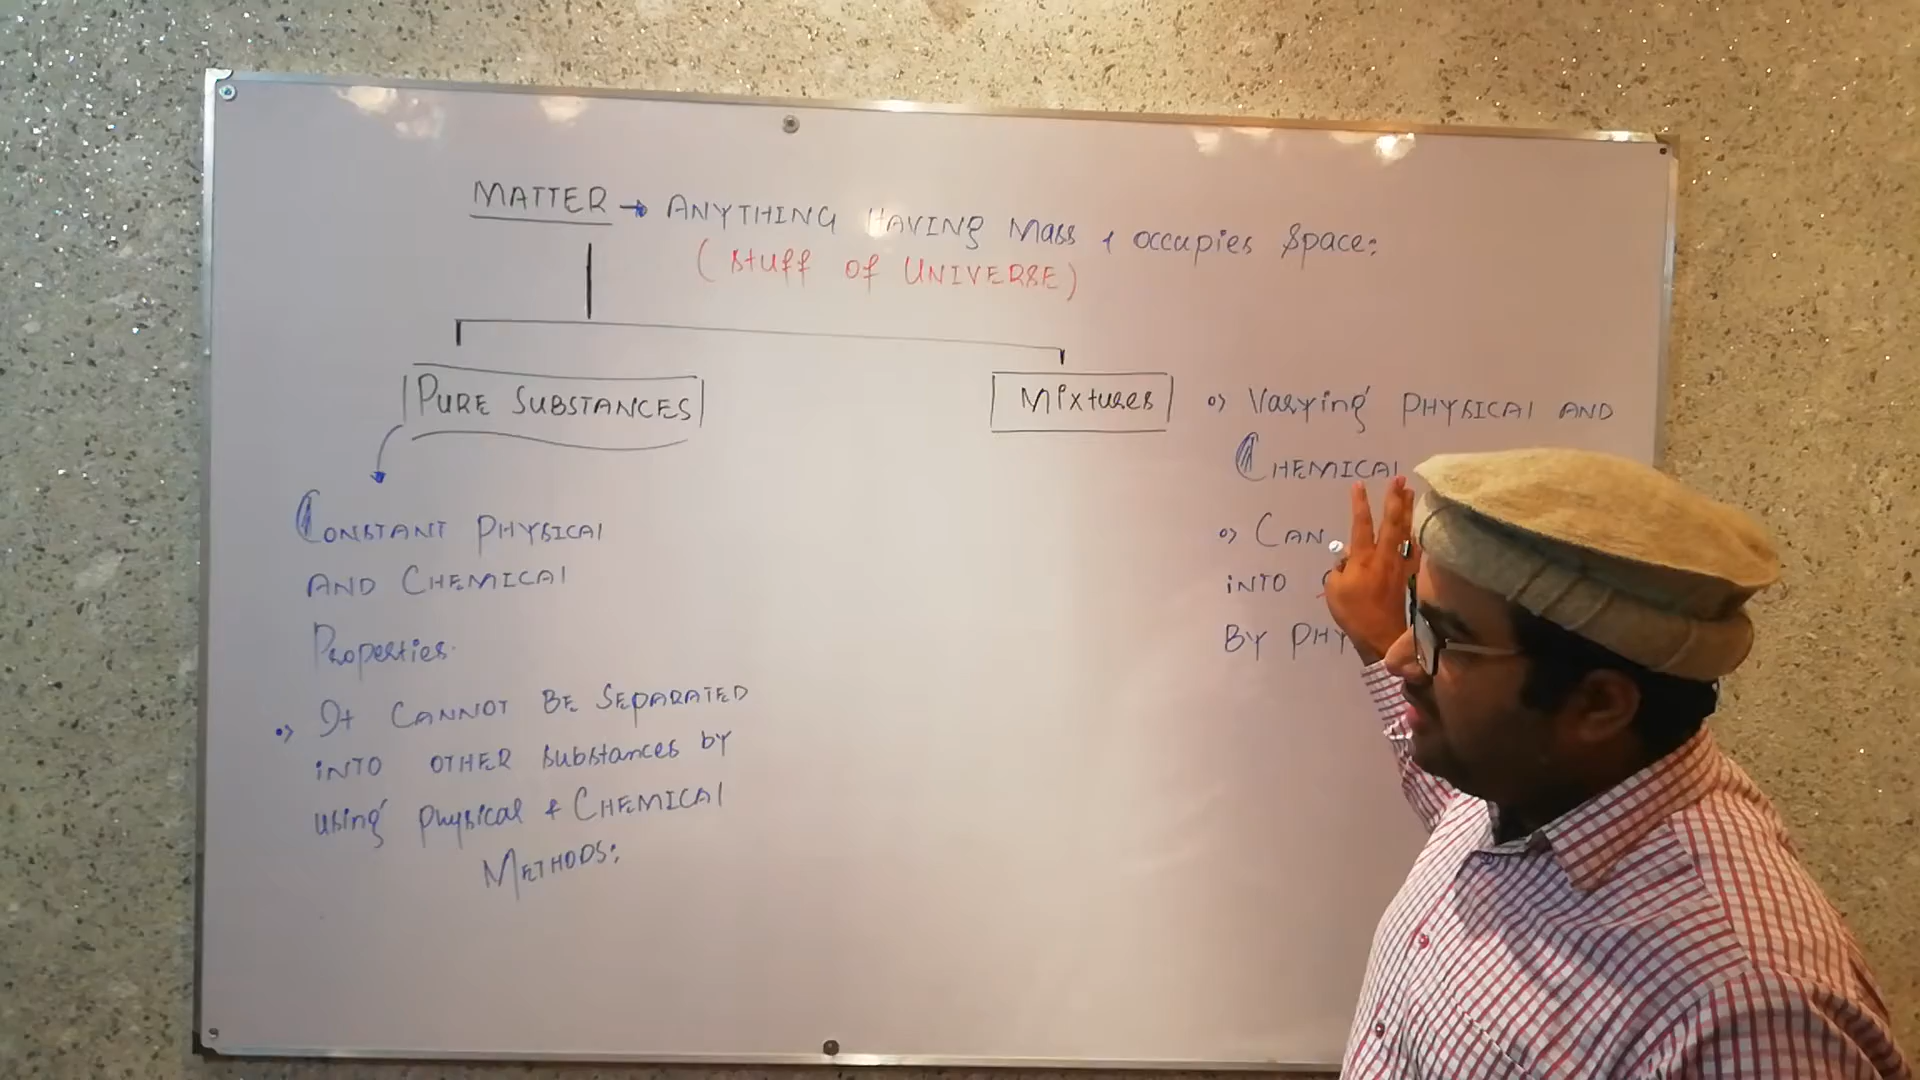 MATTER → ANYTHING HAVING Mass & occupies Space:
(stuff of UNIVERSE)
PURE SUBSTANCES
Mixtures
CONSTANT PHYSICAL
AND CHEMICAL
Properties.
It CANNOT BE SEPARATED
iNTO OTHER substances by
using physical & CHEMICAL
METHODS:
Varying PHYSICAL AND
CHEMICAL
CAN
iNTO
BY PHY